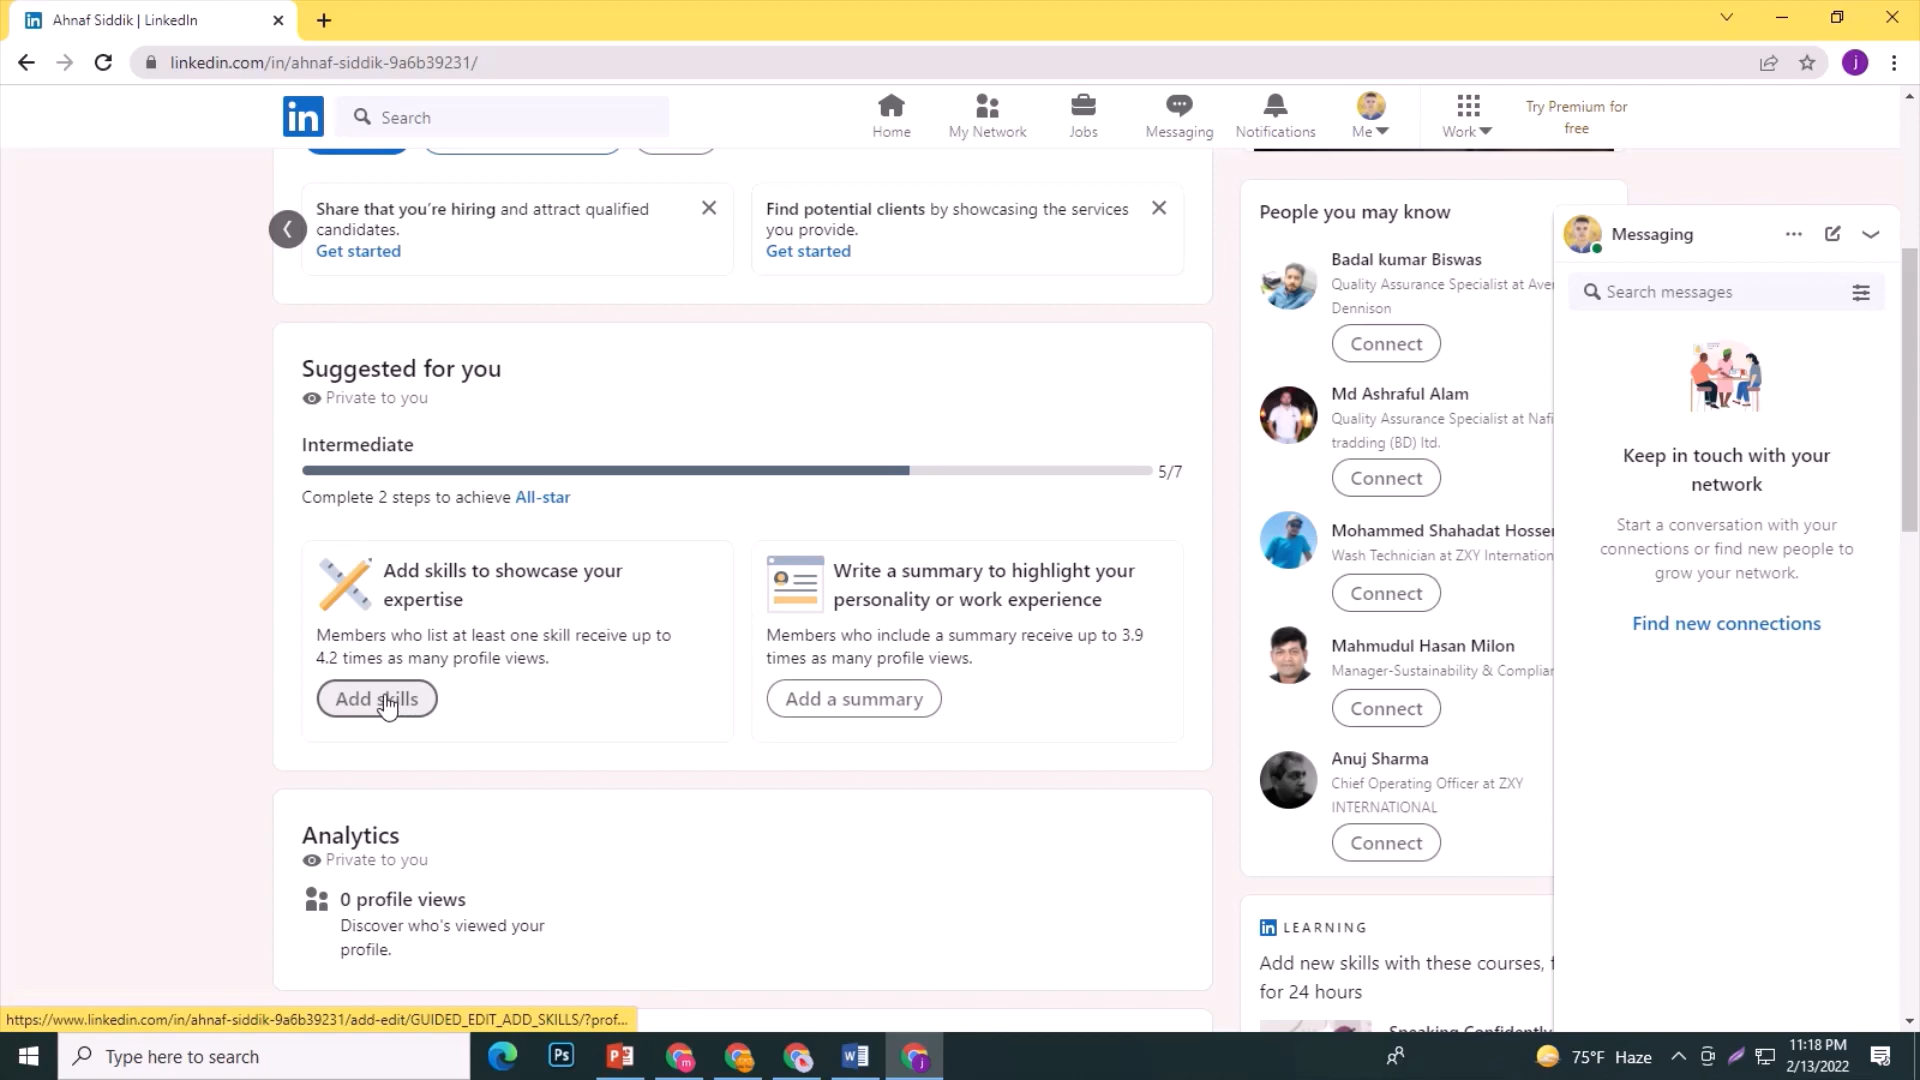 Ahnaf Siddik | LinkedIn
linkedin.com/in/ahnaf-siddik-9a6b39231/
j
in
Search
Home
My Network
Jobs
Messaging
Notifications
Me
Work
Try Premium for
free
Share that you're hiring and attract qualified
candidates.
Get started
Find potential clients by showcasing the services
you provide.
Get started
Suggested for you
Private to you
Intermediate
5/7
Complete 2 steps to achieve All-star
Add skills to showcase your
expertise
Members who list at least one skill receive up to
4.2 times as many profile views.
Add skills
Write a summary to highlight your
personality or work experience
Members who include a summary receive up to 3.9
times as many profile views.
Add a summary
Analytics
Private to you
0 profile views
Discover who's viewed your
profile.
People you may know
Badal kumar Biswas
Quality Assurance Specialist at
Dennison
Connect
Md Ashraful Alam
Quality Assurance Specialist at
tradding (BD) ltd.
Connect
Mohammed Shahadat
Wash Technician at ZXY
Connect
Mahmudul Hasan Milon
Manager-Sustainability &
Connect
Anuj Sharma
Chief Operating Officer at ZXY
INTERNATIONAL
Connect
in LEARNING
Add new skills with these courses,
for 24 hours
Speaking Confidently
Messaging
Search messages
Keep in touch with your
network
Start a conversation with your
connections or find new people to
grow your network.
Find new connections
https://www.linkedin.com/in/ahnaf-siddik-9a6b39231/add-edit/GUIDED_EDIT_ADD_SKILLS/?prof...
Type here to search
Ps
75°F Haze
11:18 PM
2/13/2022